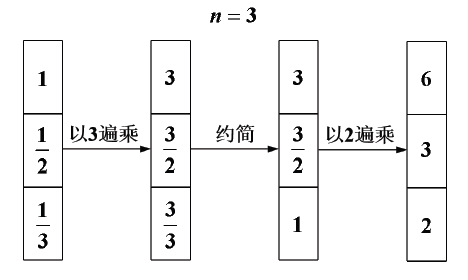 n = 3
1 3 3 6
以3遍乘 约简 以2遍乘
1/2 3/2 3/2 3
1/3 3/3 1 2